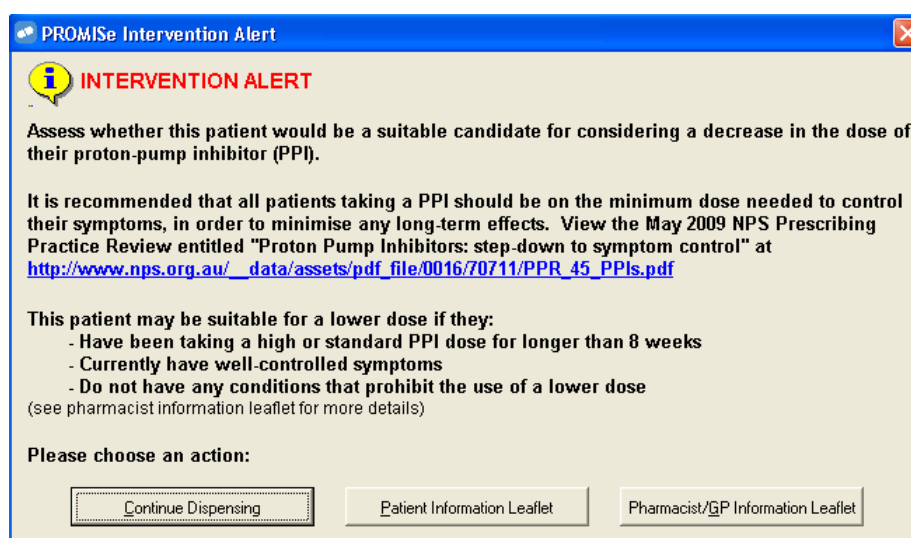 PROMISe Intervention Alert
INTERVENTION ALERT
Assess whether this patient would be a suitable candidate for considering a decrease in the dose of
their proton-pump inhibitor (PPI).
It is recommended that all patients taking a PPI should be on the minimum dose needed to control
their symptoms, in order to minimise any long-term effects.  View the May 2009 NPS Prescribing
Practice Review entitled "Proton Pump Inhibitors: step-down to symptom control" at
http://www.nps.org.au/__data/assets/pdf_file/0016/70711/PPR_45_PPIs.pdf
This patient may be suitable for a lower dose if they:
- Have been taking a high or standard PPI dose for longer than 8 weeks
- Currently have well-controlled symptoms
- Do not have any conditions that prohibit the use of a lower dose
(see pharmacist information leaflet for more details)
Please choose an action:
Continue Dispensing
Patient Information Leaflet
Pharmacist/GP Information Leaflet